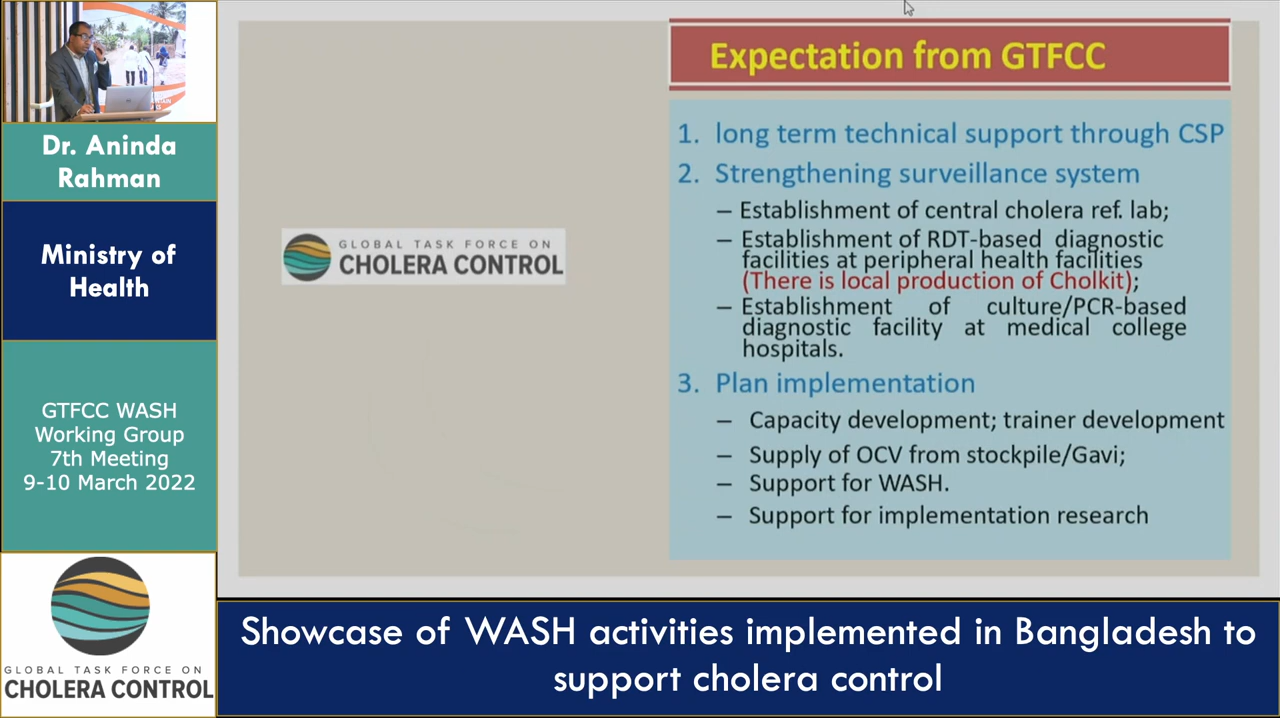 Dr. Aninda
Rahman
Ministry of
Health
GTFCC WASH
Working Group
7th Meeting
9-10 March 2022
GLOBAL TASK FORCE ON
CHOLERA CONTROL
GLOBAL TASK FORCE ON
CHOLERA CONTROL
Expectation from GTFCC
1. long term technical support through CSP
2. Strengthening surveillance system
– Establishment of central cholera ref. lab;
– Establishment of RDT-based diagnostic
facilities at peripheral health facilities
(There is local production of Cholkit);
– Establishment of culture/PCR-based
diagnostic facility at medical college
hospitals.
3. Plan implementation
– Capacity development; trainer development
– Supply of OCV from stockpile/Gavi;
– Support for WASH.
– Support for implementation research
Showcase of WASH activities implemented in Bangladesh to
support cholera control